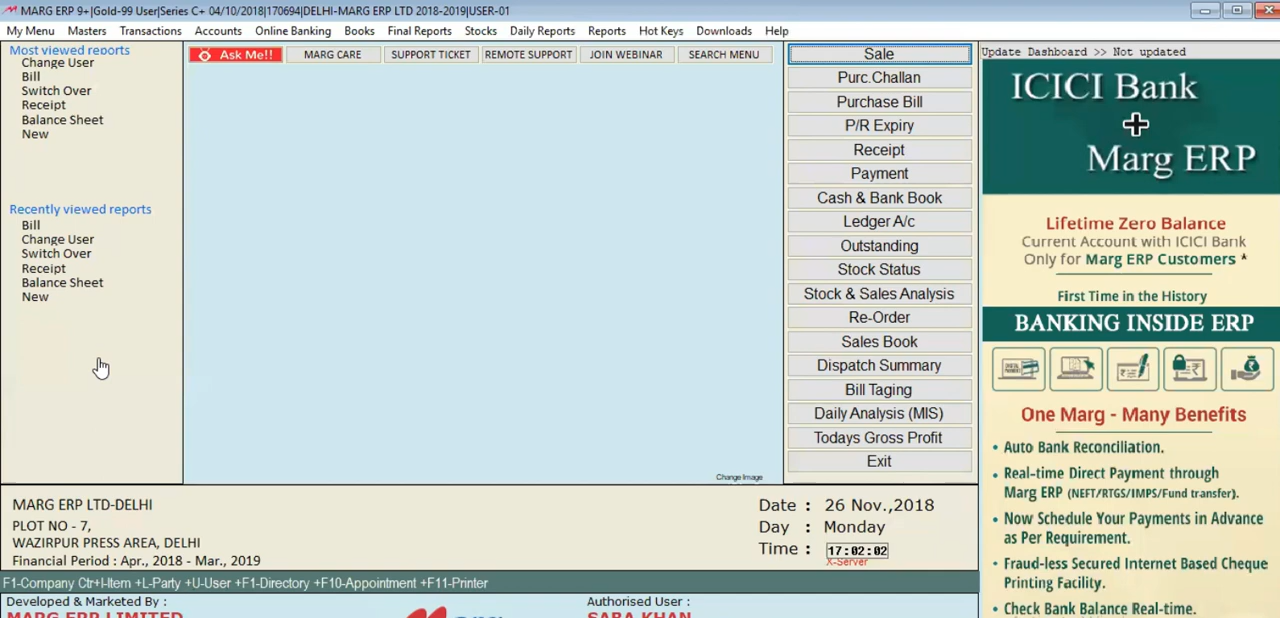 MARG ERP 9+|Gold-99 User|Series C+ 04/10/2018|170694|DELHI-MARG ERP LTD 2018-2019|USER-01
My Menu Masters Transactions Accounts Online Banking Books Final Reports Stocks Daily Reports Reports Hot Keys Downloads Help
Most viewed reports
Change User
Bill
Switch Over
Receipt
Balance Sheet
New
Recently viewed reports
Bill
Change User
Switch Over
Receipt
Balance Sheet
New
Ask Me!! MARG CARE SUPPORT TICKET REMOTE SUPPORT JOIN WEBINAR SEARCH MENU
Change Image
Sale
Purc.Challan
Purchase Bill
P/R Expiry
Receipt
Payment
Cash & Bank Book
Ledger A/c
Outstanding
Stock Status
Stock & Sales Analysis
Re-Order
Sales Book
Dispatch Summary
Bill Taging
Daily Analysis (MIS)
Todays Gross Profit
Exit
Update Dashboard >> Not updated
ICICI Bank
+
Marg ERP
Lifetime Zero Balance
Current Account with ICICI Bank
Only for Marg ERP Customers *
First Time in the History
BANKING INSIDE ERP
One Marg - Many Benefits
• Auto Bank Reconciliation.
• Real-time Direct Payment through
Marg ERP (NEFT/RTGS/IMPS/Fund transfer).
• Now Schedule Your Payments in Advance
as Per Requirement.
• Fraud-less Secured Internet Based Cheque
Printing Facility.
• Check Bank Balance Real-time.
MARG ERP LTD-DELHI
PLOT NO - 7,
WAZIRPUR PRESS AREA, DELHI
Financial Period : Apr., 2018 - Mar., 2019
Date : 26 Nov.,2018
Day : Monday
Time : 17:02:02
X-Server
F1-Company Ctr+I-Item +L-Party +U-User +F1-Directory +F10-Appointment +F11-Printer
Developed & Marketed By :
MARG ERP LIMITED
Authorised User :
SABA KHAN